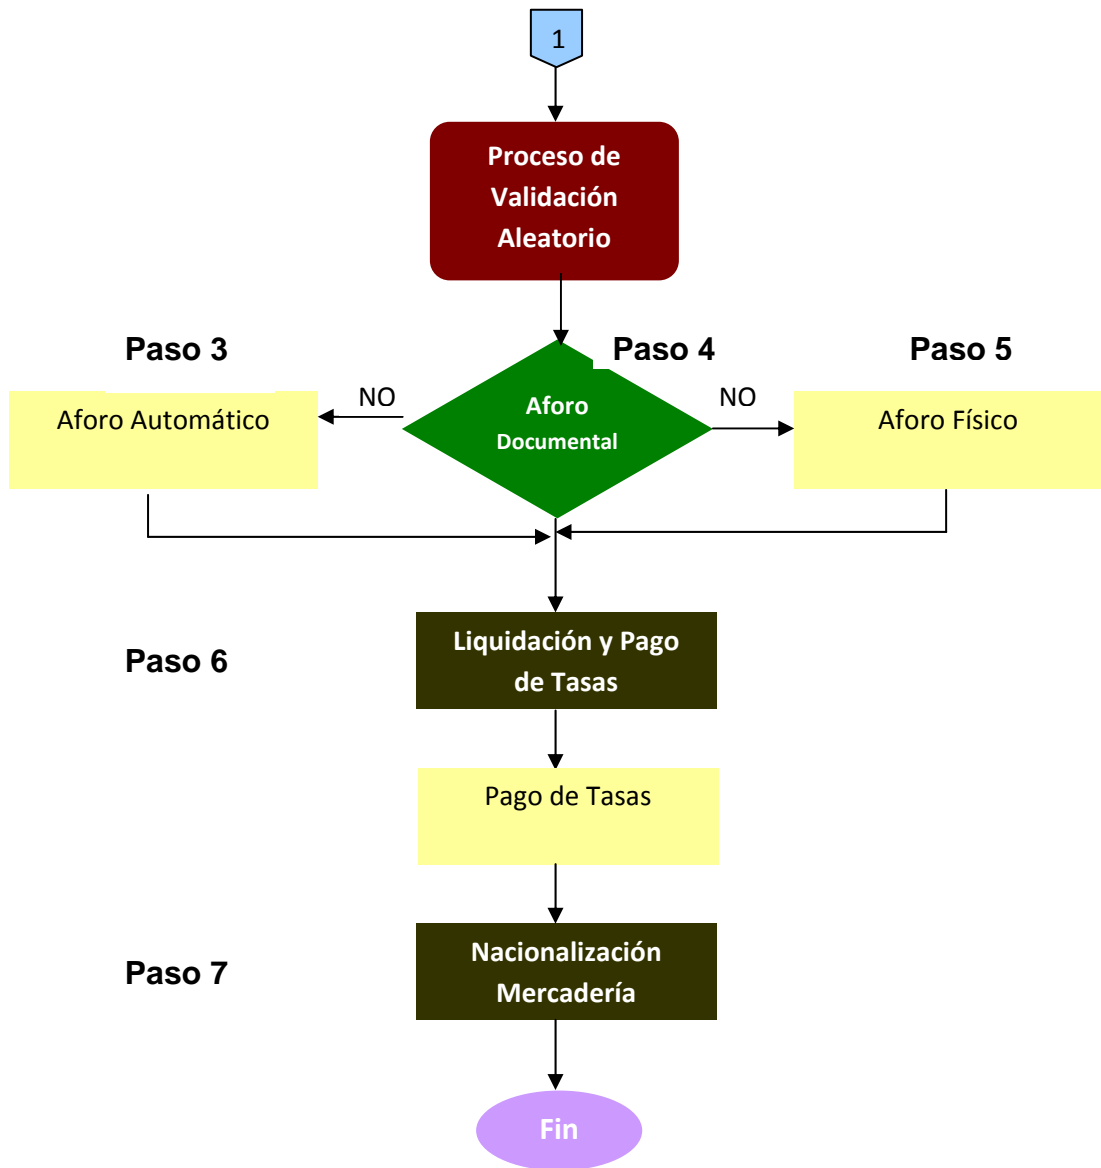 1
Proceso de
Validación
Aleatorio
Paso 3
Paso 4
Paso 5
Aforo Automático
NO
Aforo
Documental
NO
Aforo Físico
Paso 6
Liquidación y Pago
de Tasas
Pago de Tasas
Paso 7
Nacionalización
Mercadería
Fin